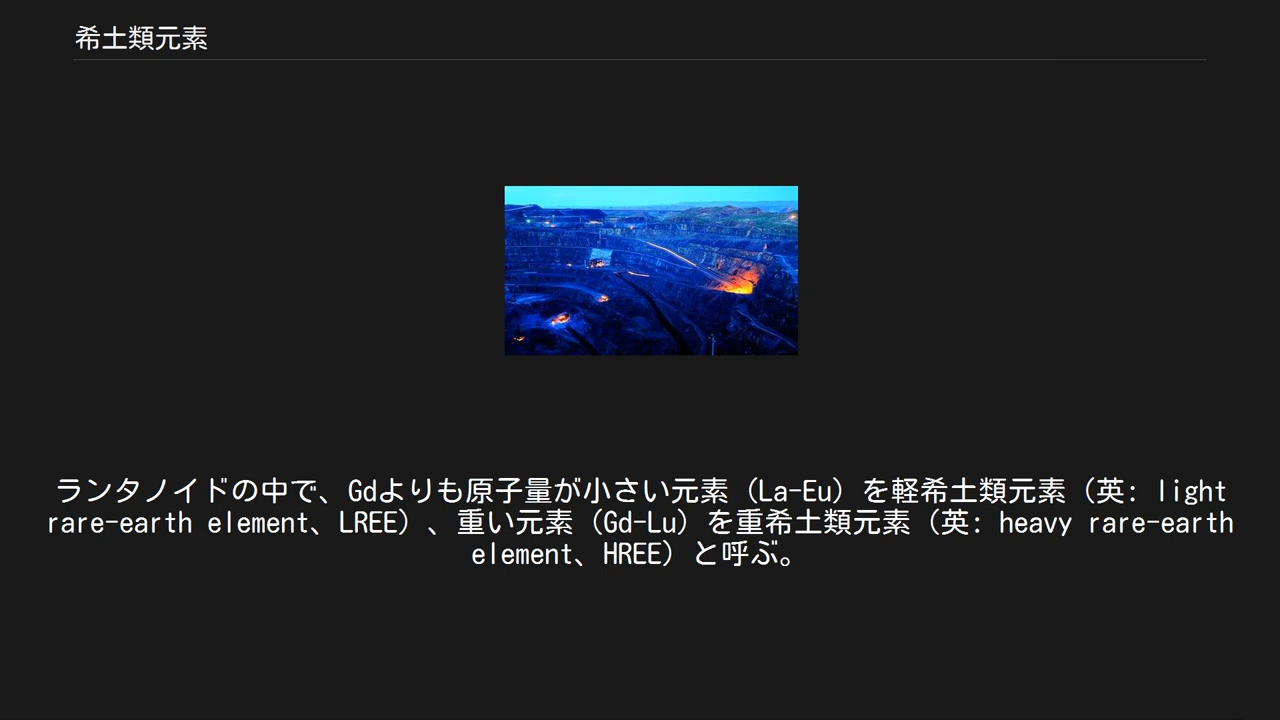 希土類元素
ランタノイドの中で、Gdよりも原子量が小さい元素（La-Eu）を軽希土類元素（英: light
rare-earth element、LREE）、重い元素（Gd-Lu）を重希土類元素（英: heavy rare-earth
element、HREE）と呼ぶ。